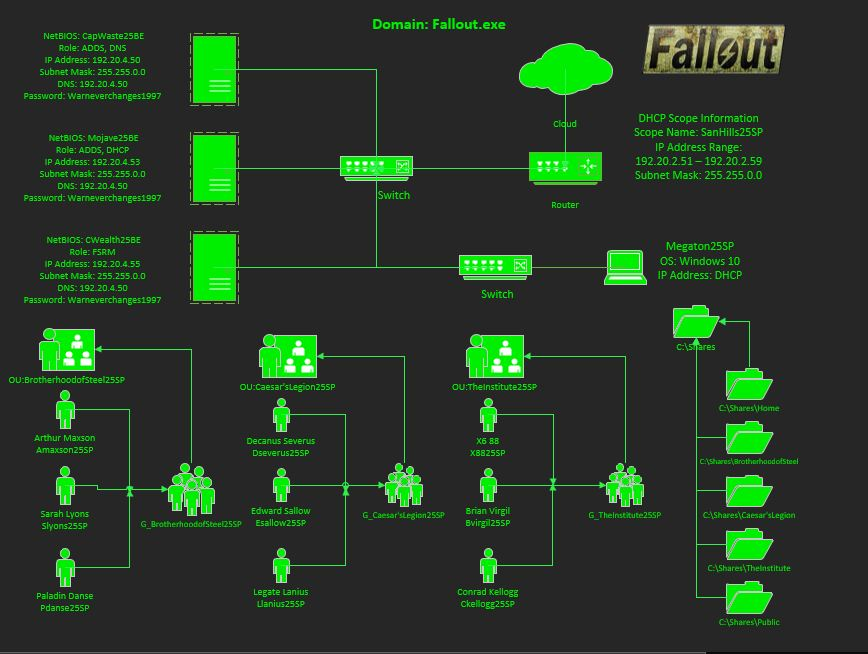 Domain: Fallout.exe
Fallout
NetBIOS: CapWaste25BE
Role: ADDS, DNS
IP Address: 192.20.4.50
Subnet Mask: 255.255.0.0
DNS: 192.20.4.50
Password: Warneverchanges1997
NetBIOS: Mojave25BE
Role: ADDS, DHCP
IP Address: 192.20.4.53
Subnet Mask: 255.255.0.0
DNS: 192.20.4.50
Password: Warneverchanges1997
NetBIOS: CWealth25BE
Role: FSRM
IP Address: 192.20.4.55
Subnet Mask: 255.255.0.0
DNS: 192.20.4.50
Password: Warneverchanges1997
Switch
Cloud
Router
Switch
DHCP Scope Information
Scope Name: SanHills25SP
IP Address Range:
192.20.2.51 – 192.20.2.59
Subnet Mask: 255.255.0.0
Megaton25SP
OS: Windows 10
IP Address: DHCP
OU:BrotherhoodofSteel25SP
Arthur Maxson
Amaxson25SP
Sarah Lyons
Slyons25SP
Paladin Danse
Pdanse25SP
G_BrotherhoodofSteel25SP
OU:Caesar'sLegion25SP
Decanus Severus
Dseverus25SP
Edward Sallow
Esallow25SP
Legate Lanius
Llanius25SP
G_Caesar'sLegion25SP
OU:TheInstitute25SP
X6 88
X8825SP
Brian Virgil
Bvirgil25SP
Conrad Kellogg
Ckellogg25SP
G_TheInstitute25SP
C:\Shares
C:\Shares\Home
C:\Shares\BrotherhoodofSteel
C:\Shares\Caesar'sLegion
C:\Shares\TheInstitute
C:\Shares\Public